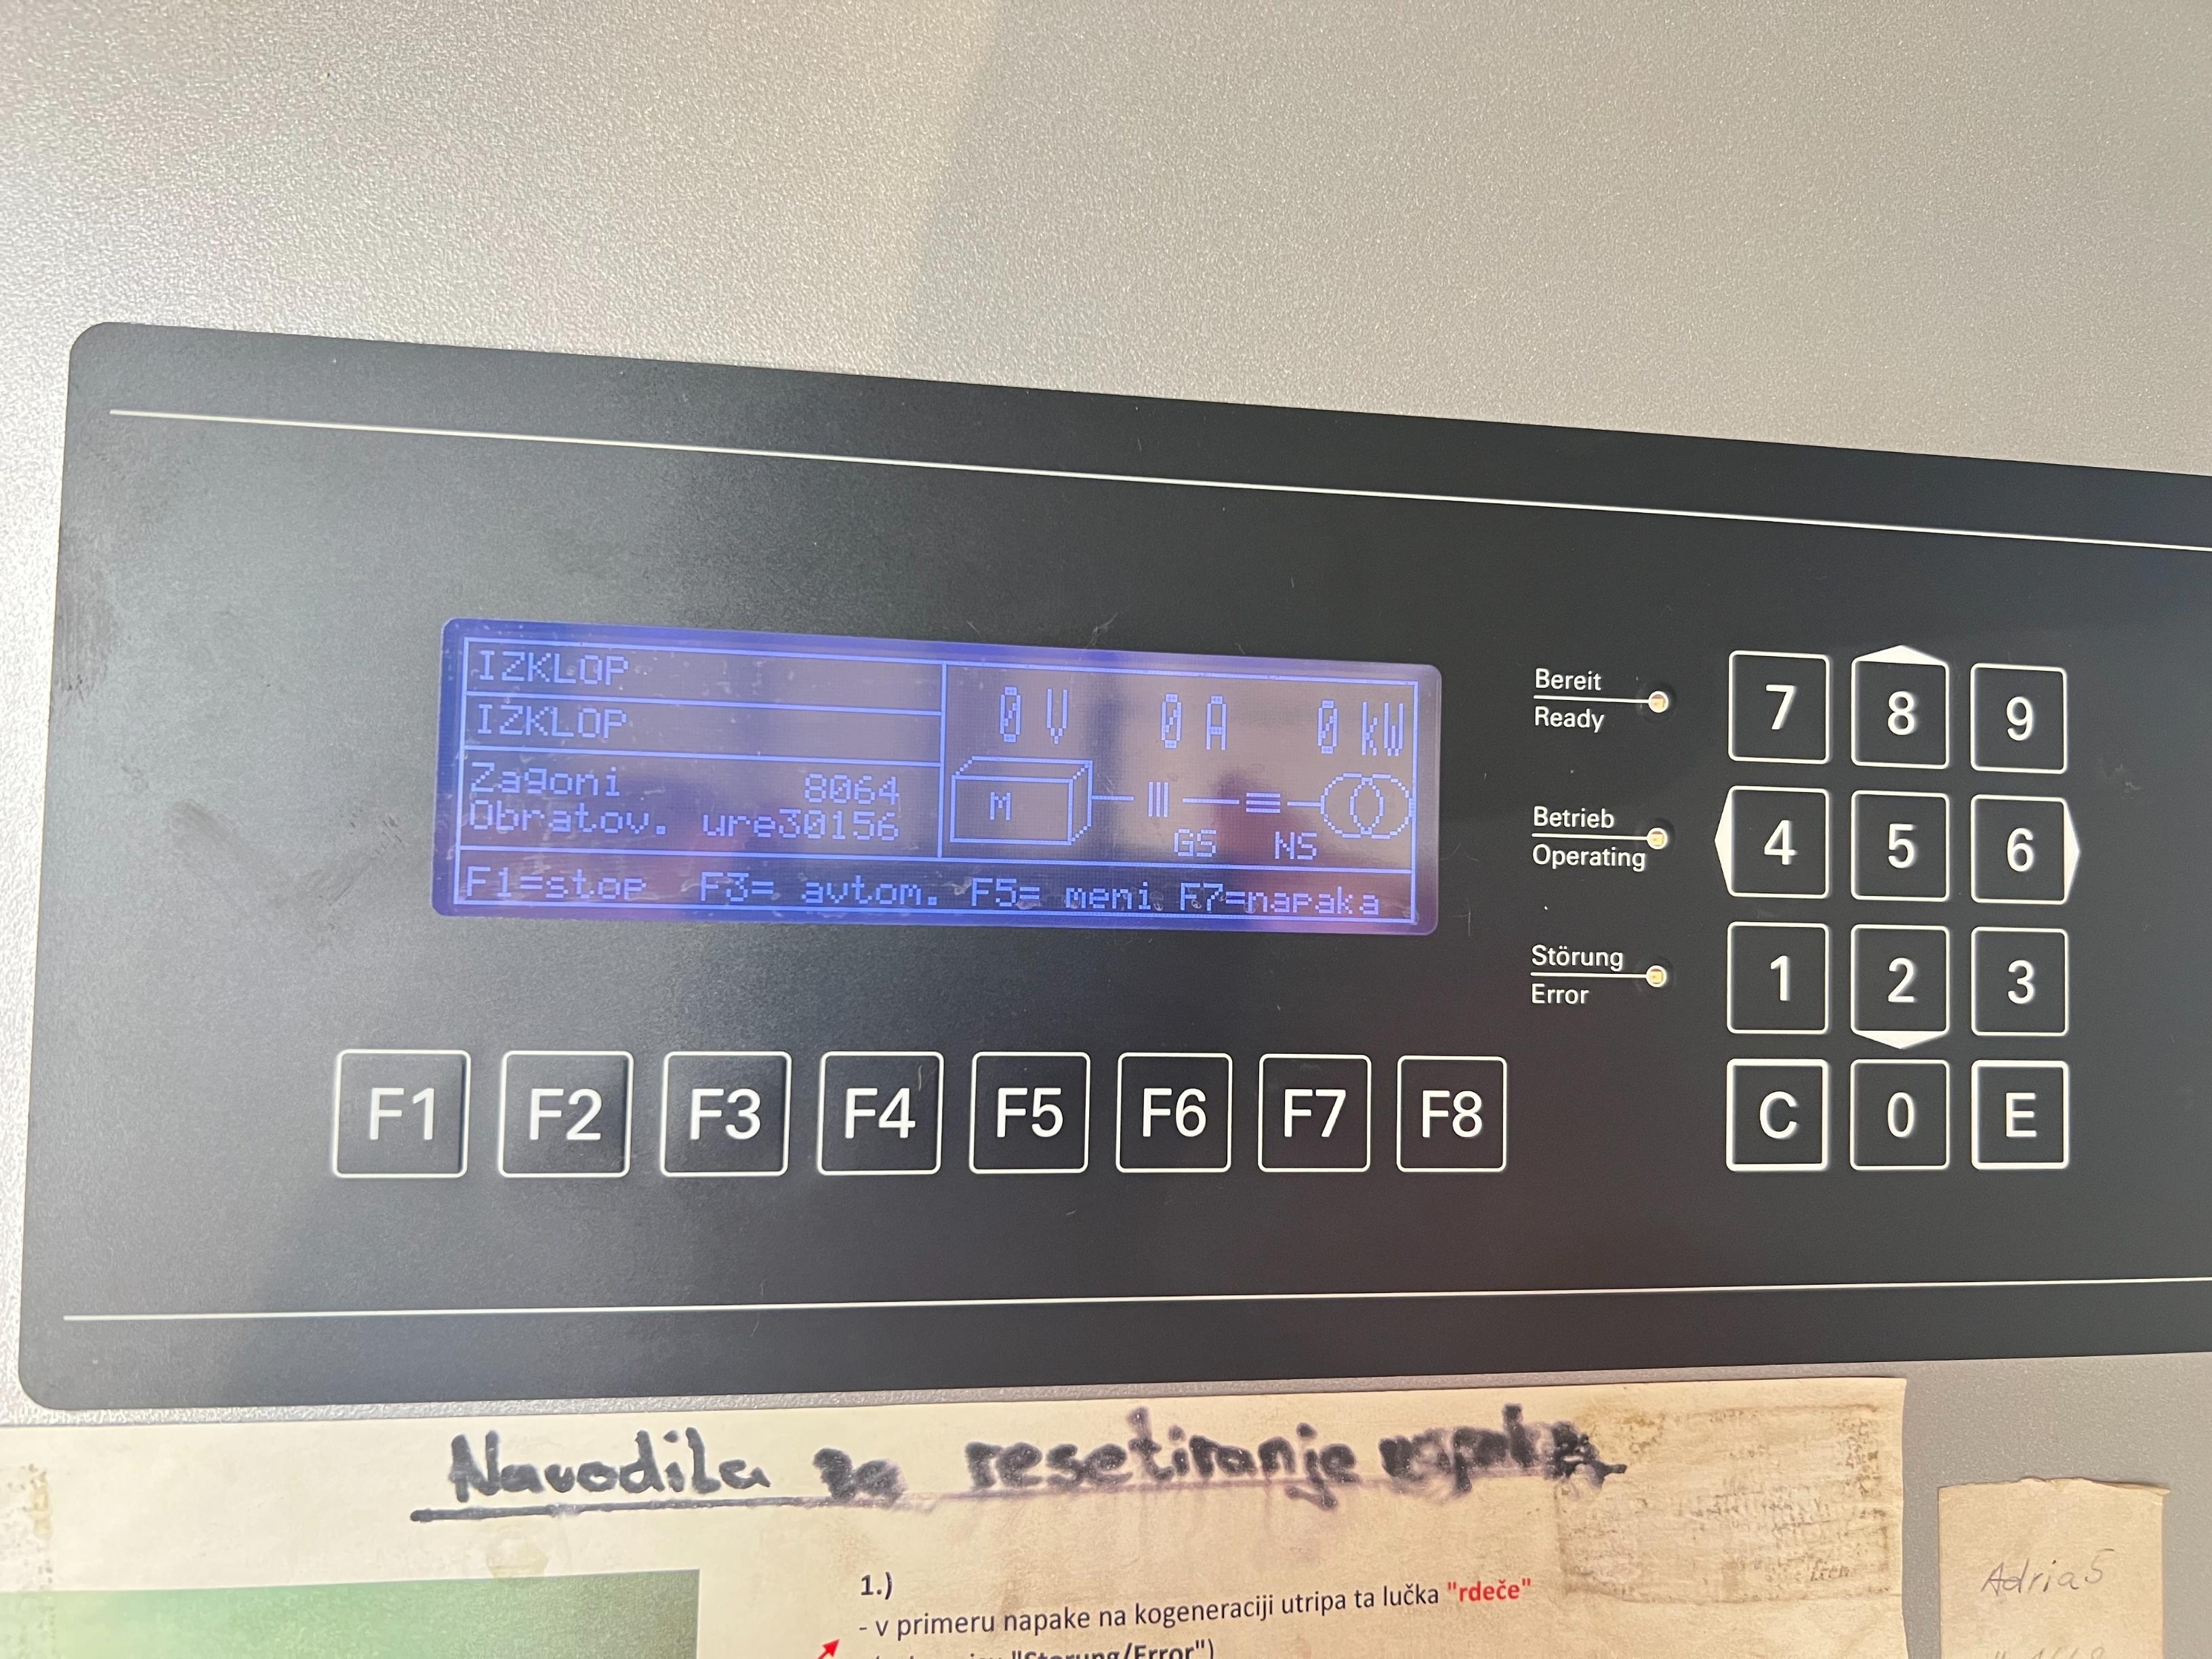 IZKLOP
IZKLOP
Zagoni 8064
Obratov. ure30156
0 V 0 A 0 kW
M
GS NS
F1=stop F3= avtom. F5= meni F7=napaka
Bereit
Ready
Betrieb
Operating
Störung
Error
7 8 9
4 5 6
1 2 3
C 0 E
F1 F2 F3 F4 F5 F6 F7 F8
Navodila za resetiranje napake
1.)
- v primeru napake na kogeneraciji utripa ta lučka "rdeče"
"Storung/Error")
Adria5